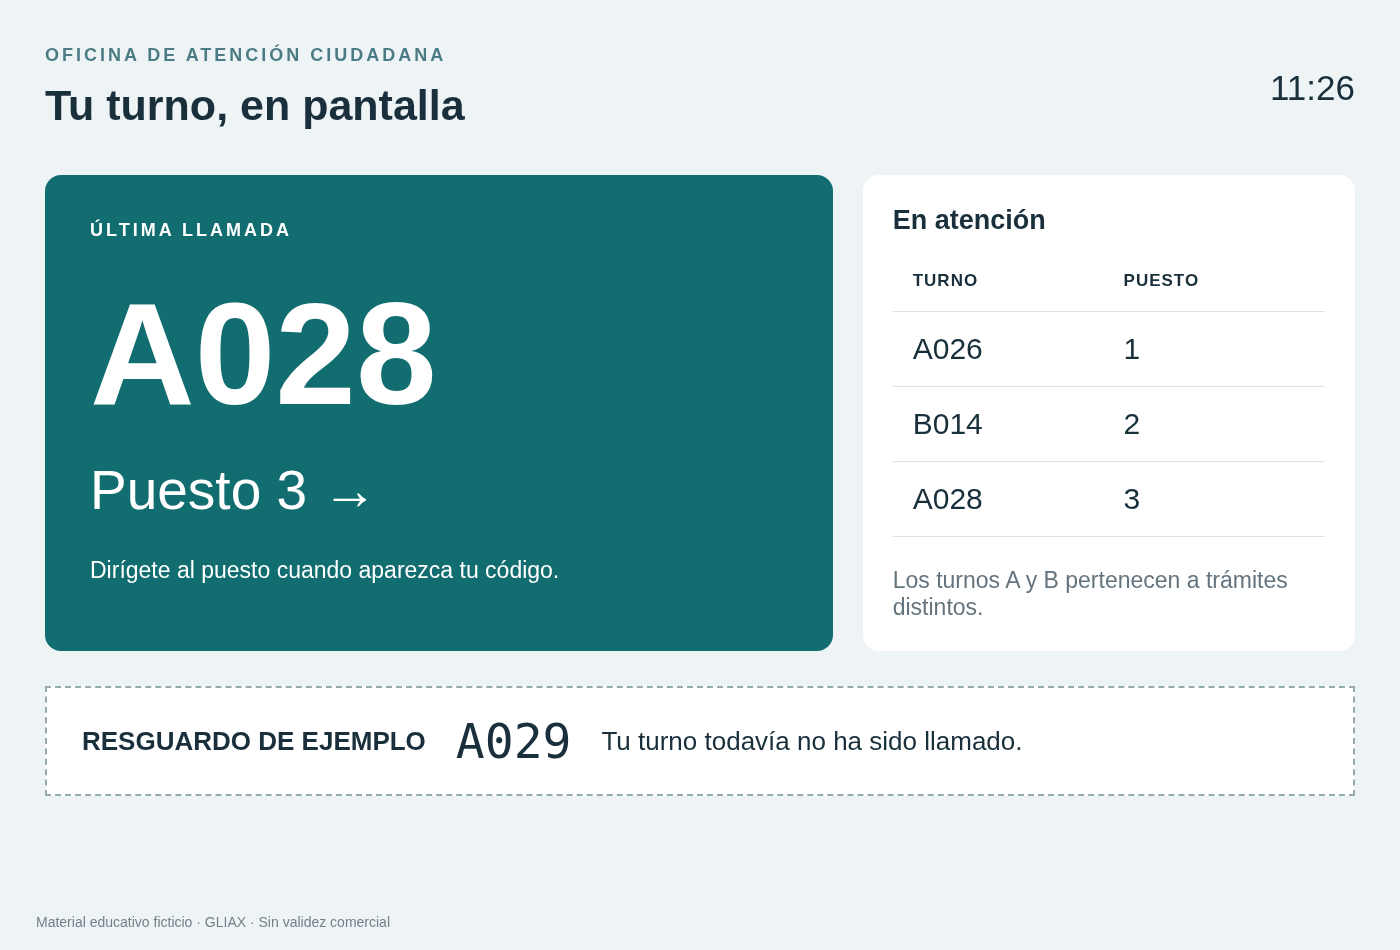 OFICINA DE ATENCIÓN CIUDADANA
Tu turno, en pantalla
11:26
ÚLTIMA LLAMADA
A028
Puesto 3 →
Dirígete al puesto cuando aparezca tu código.
En atención
TURNO PUESTO
A026 1
B014 2
A028 3
Los turnos A y B pertenecen a trámites
distintos.
RESGUARDO DE EJEMPLO A029 Tu turno todavía no ha sido llamado.
Material educativo ficticio · GLIAX · Sin validez comercial